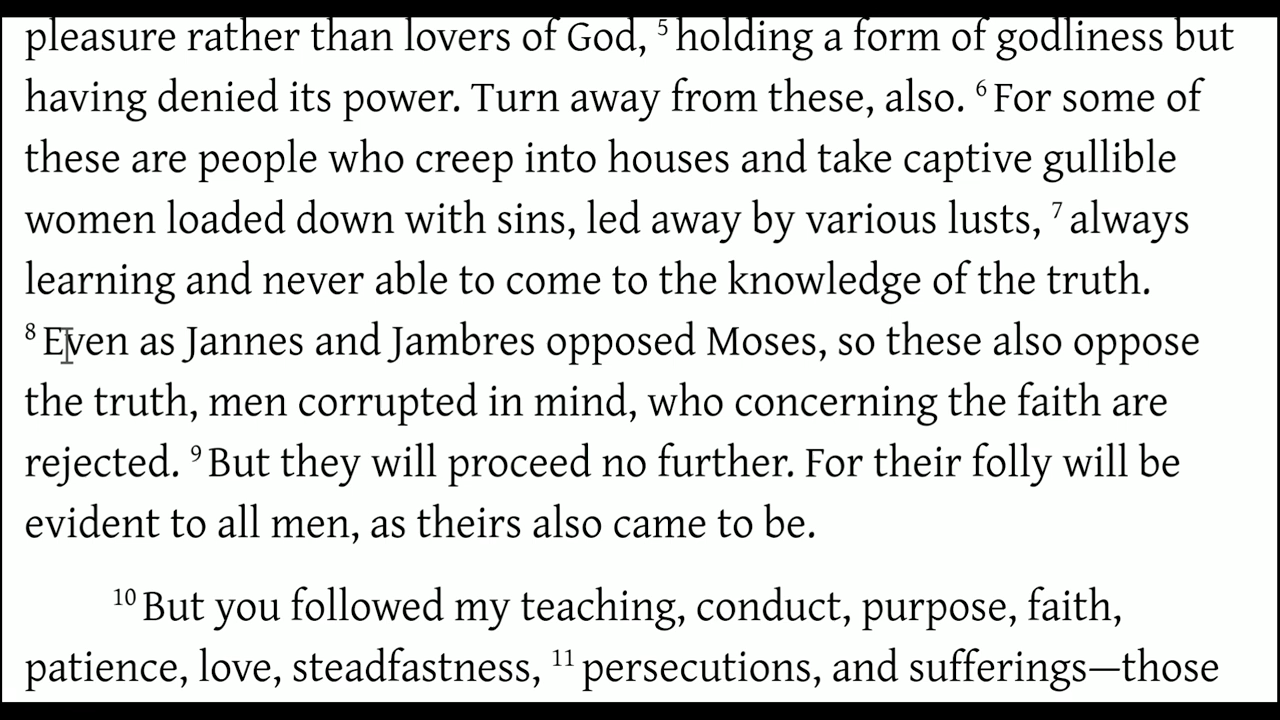 pleasure rather than lovers of God, 5 holding a form of godliness but
having denied its power. Turn away from these, also. 6 For some of
these are people who creep into houses and take captive gullible
women loaded down with sins, led away by various lusts, 7 always
learning and never able to come to the knowledge of the truth.
8 Even as Jannes and Jambres opposed Moses, so these also oppose
the truth, men corrupted in mind, who concerning the faith are
rejected. 9 But they will proceed no further. For their folly will be
evident to all men, as theirs also came to be.
10 But you followed my teaching, conduct, purpose, faith,
patience, love, steadfastness, 11 persecutions, and sufferings—those